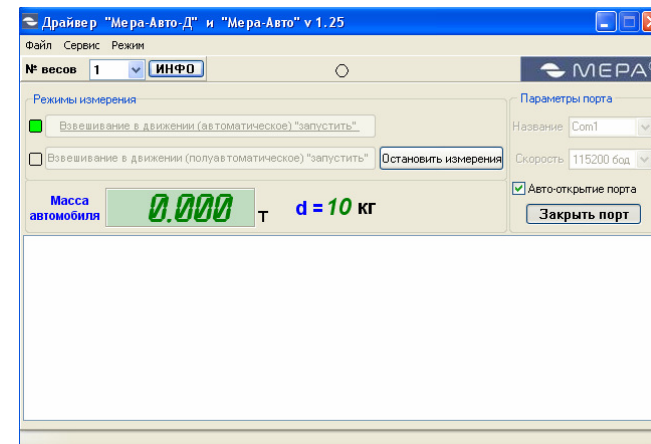 Драйвер "Мера-Авто-Д" и "Мера-Авто" v 1.25
Файл Сервис Режим
№ весов 1 ИНФО МЕРА
Режимы измерения Параметры порта
Взвешивание в движении (автоматическое) "запустить" Название Com1
Взвешивание в движении (полуавтоматическое) "запустить" Остановить измерения Скорость 115200 бод
Авто-открытие порта
Масса автомобиля 0.000 т d = 10 кг Закрыть порт